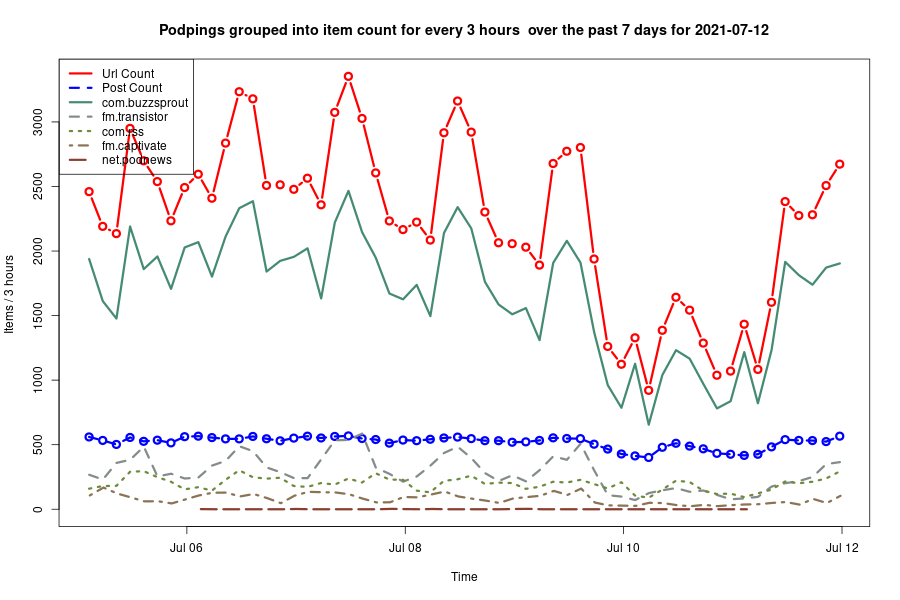 Podpings grouped into item count for every 3 hours  over the past 7 days for 2021-07-12
Url Count
Post Count
com.buzzsprout
fm.transistor
com.rss
fm.captivate
net.podnews
Items / 3 hours
3000
2500
2000
1500
1000
500
0
Jul 06
Jul 08
Jul 10
Jul 12
Time